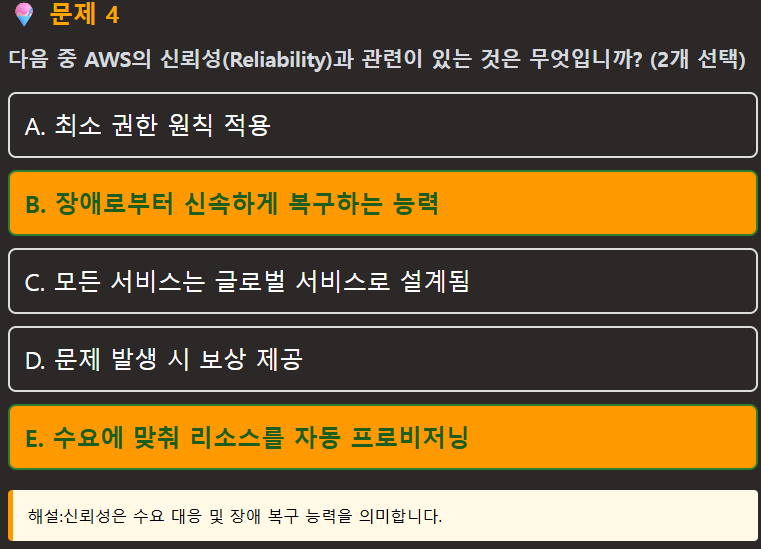 문제 4
다음 중 AWS의 신뢰성(Reliability)과 관련이 있는 것은 무엇입니까? (2개 선택)
A. 최소 권한 원칙 적용
B. 장애로부터 신속하게 복구하는 능력
C. 모든 서비스는 글로벌 서비스로 설계됨
D. 문제 발생 시 보상 제공
E. 수요에 맞춰 리소스를 자동 프로비저닝
해설:신뢰성은 수요 대응 및 장애 복구 능력을 의미합니다.